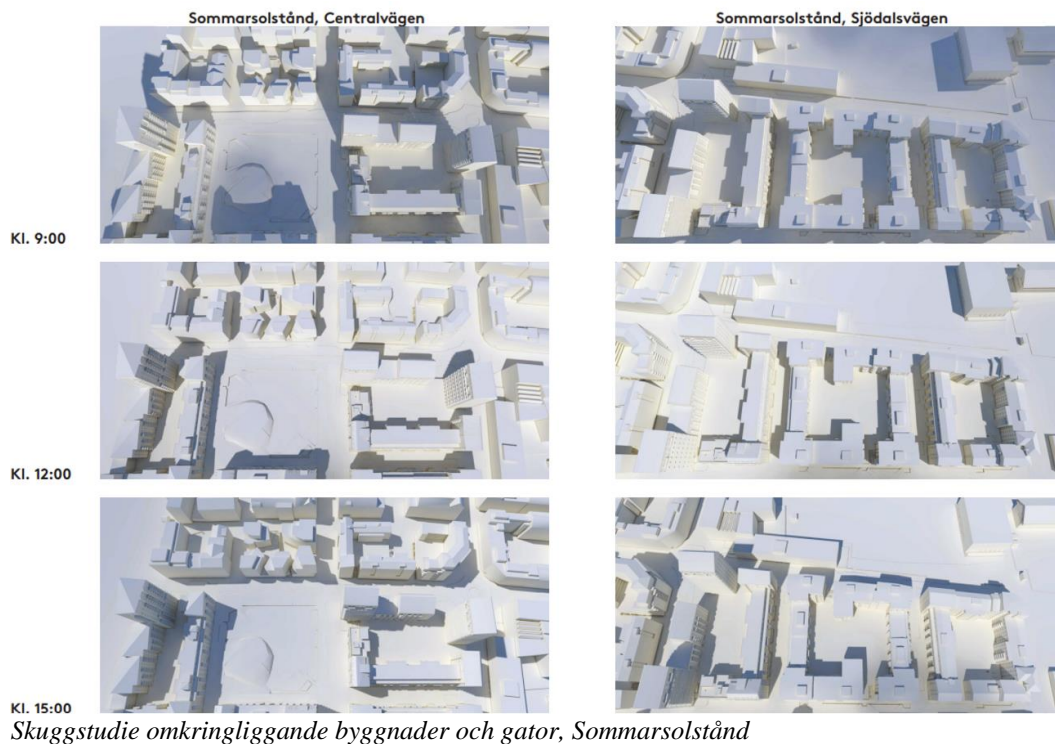 Sommarsolstånd, Centralvägen
Sommarsolstånd, Sjödalsvägen
Kl. 9:00
Kl. 12:00
Kl. 15:00
Skuggstudie omkringliggande byggnader och gator, Sommarsolstånd